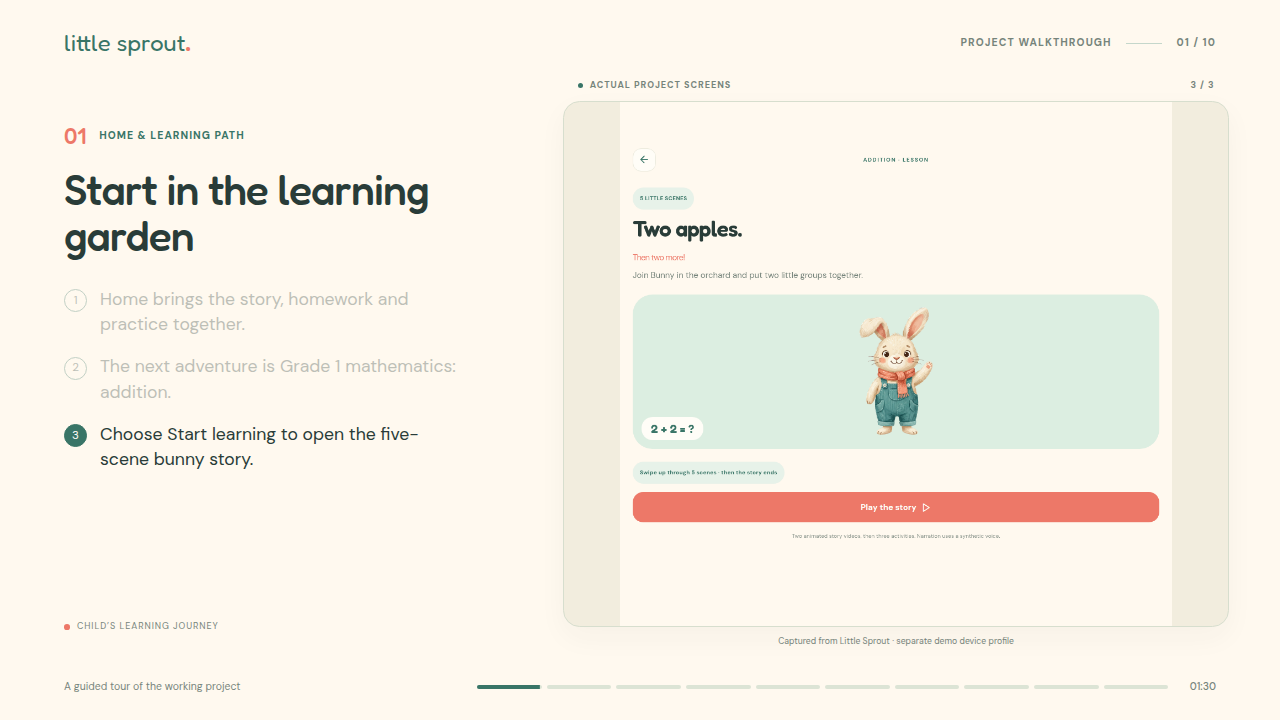 little sprout.
PROJECT WALKTHROUGH
01 / 10
ACTUAL PROJECT SCREENS
3 / 3
01 HOME & LEARNING PATH
Start in the learning
garden
1 Home brings the story, homework and
practice together.
2 The next adventure is Grade 1 mathematics:
addition.
3 Choose Start learning to open the five-
scene bunny story.
CHILD'S LEARNING JOURNEY
ADDITION · LESSON
5 LITTLE SCENES
Two apples.
Then two more!
Join Bunny in the orchard and put two little groups together.
2 + 2 = ?
Swipe up through 5 scenes · then the story ends
Play the story
Two animated story videos, then three activities. Narration uses a synthetic voice.
Captured from Little Sprout · separate demo device profile
A guided tour of the working project
01:30